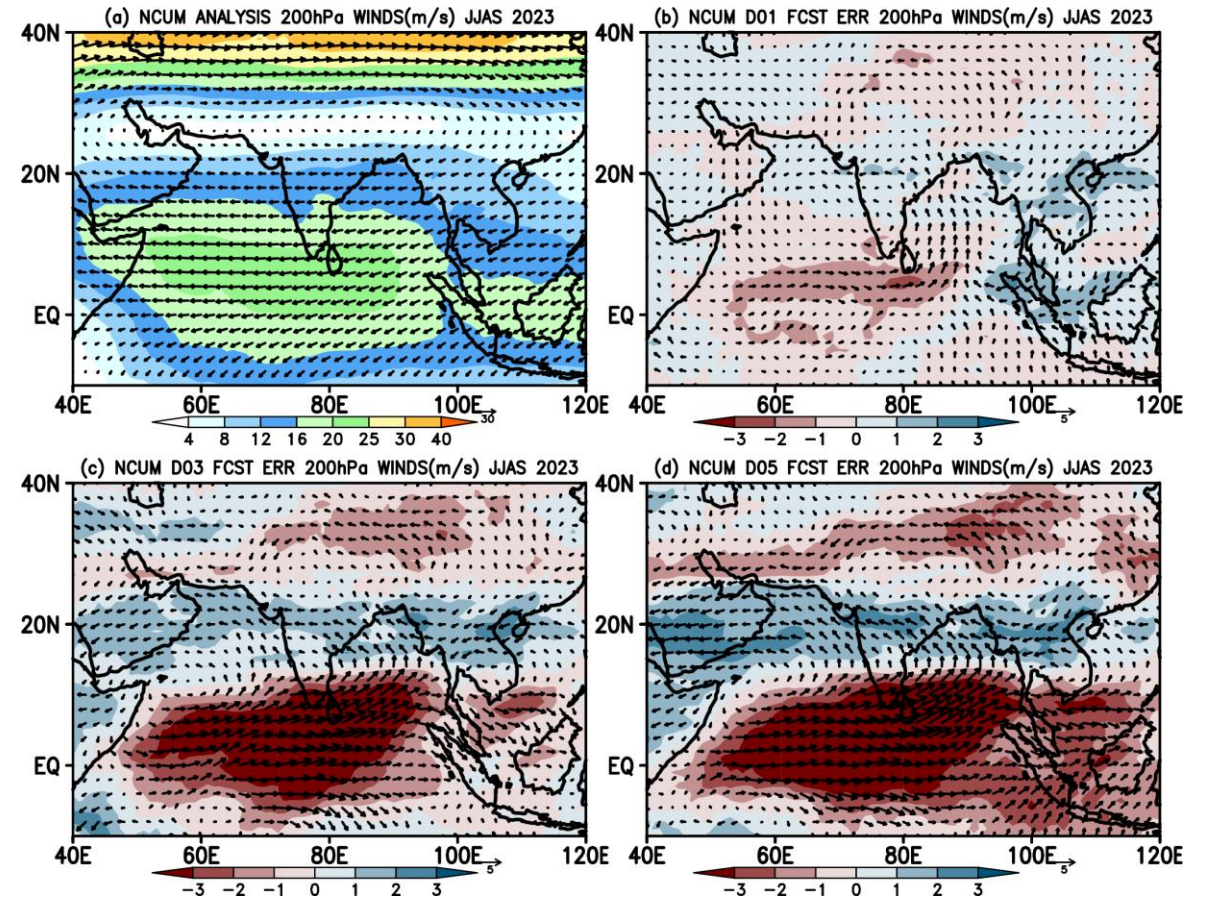 (a) NCUM ANALYSIS 200hPa WINDS(m/s) JJAS 2023
40N
20N
EQ
40E 60E 80E 100E 120E
30
4 8 12 16 20 25 30 40
(b) NCUM D01 FCST ERR 200hPa WINDS(m/s) JJAS 2023
40N
20N
EQ
40E 60E 80E 100E 120E
5
-3 -2 -1 0 1 2 3
(c) NCUM D03 FCST ERR 200hPa WINDS(m/s) JJAS 2023
40N
20N
EQ
40E 60E 80E 100E 120E
5
-3 -2 -1 0 1 2 3
(d) NCUM D05 FCST ERR 200hPa WINDS(m/s) JJAS 2023
40N
20N
EQ
40E 60E 80E 100E 120E
5
-3 -2 -1 0 1 2 3